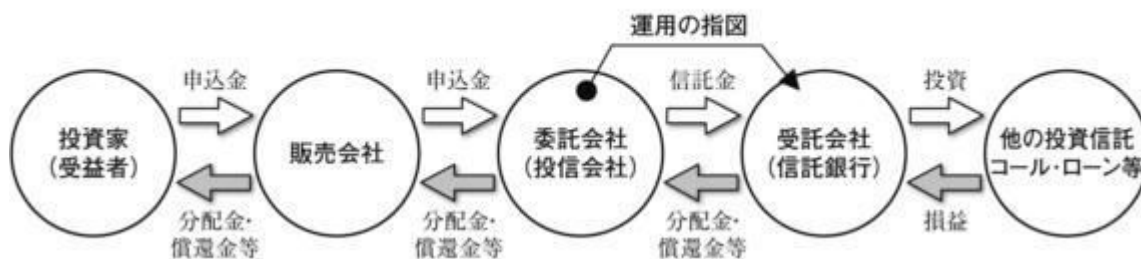 運用の指図
申込金
申込金
信託金
投資
投資家
(受益者)
販売会社
委託会社
(投信会社)
受託会社
(信託銀行)
他の投資信託
コール・ローン等
分配金・
償還金等
分配金・
償還金等
分配金・
償還金等
損益